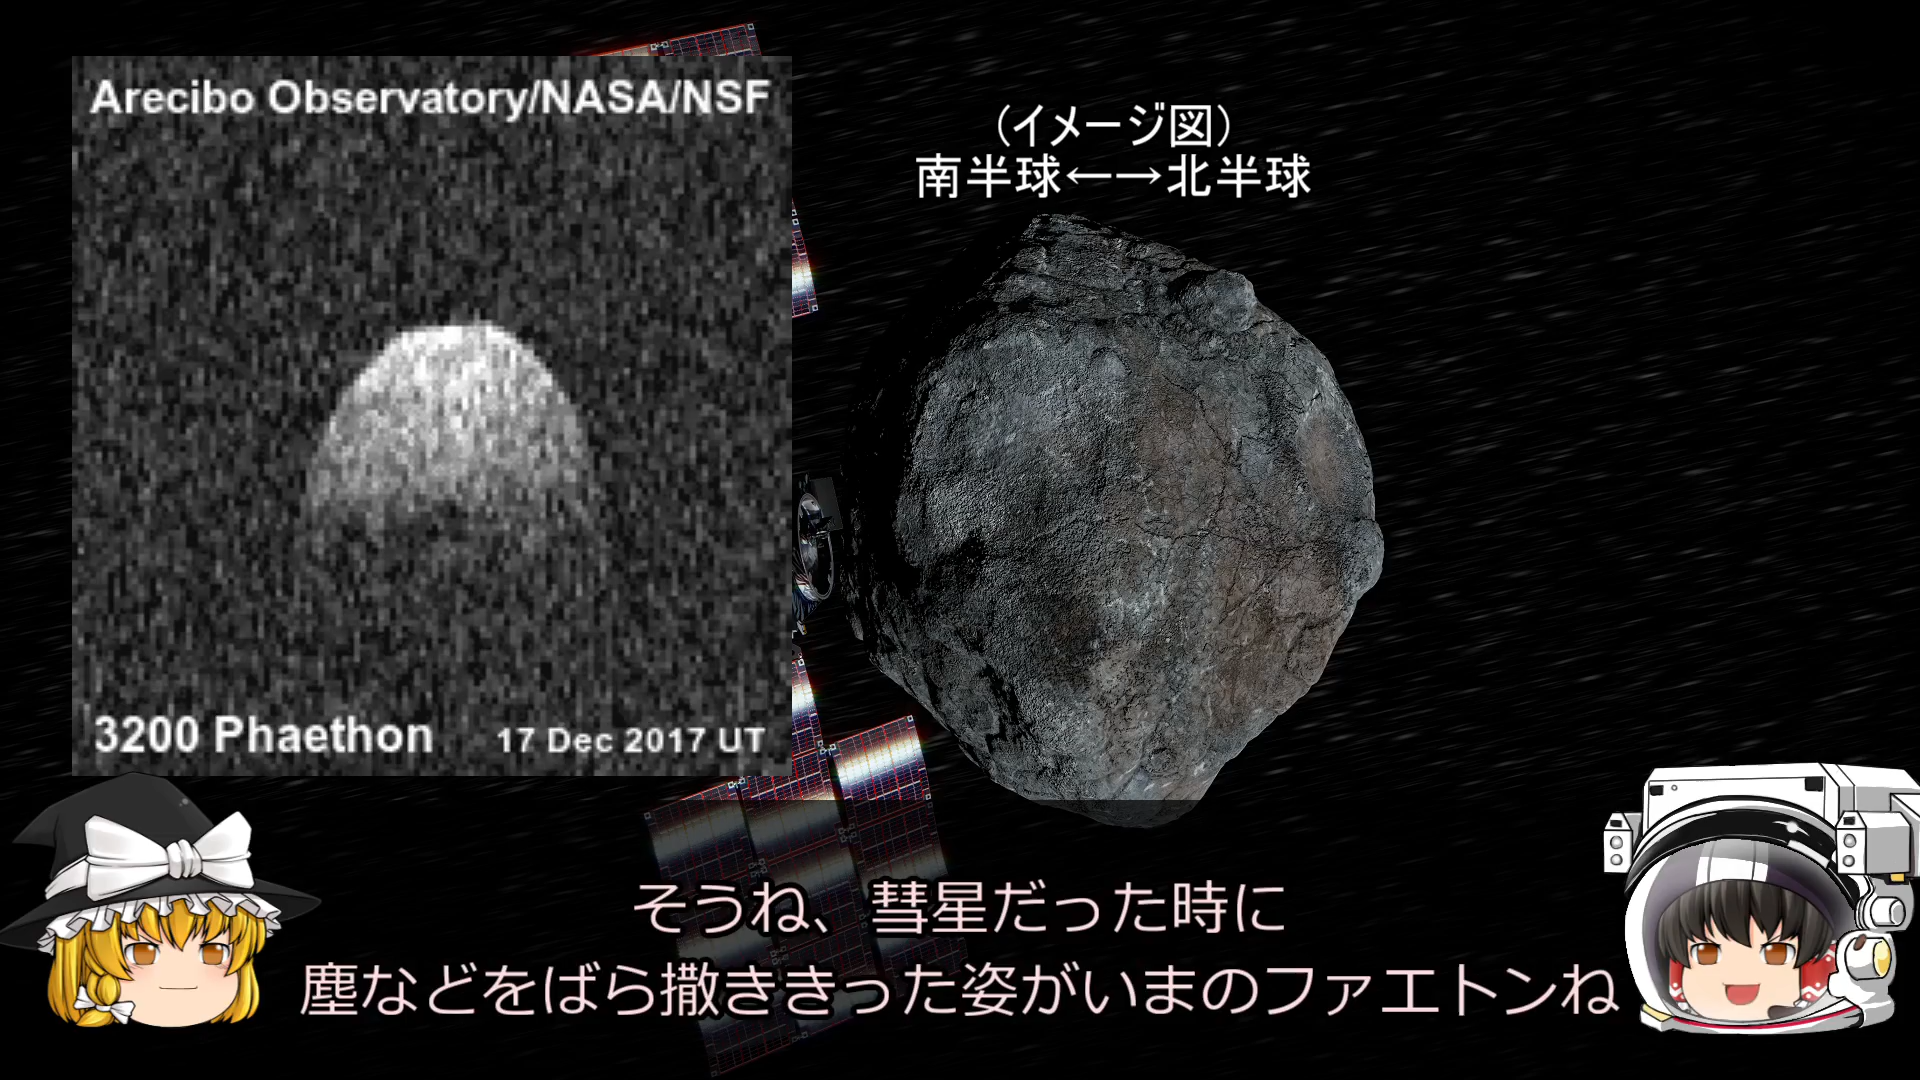 Arecibo Observatory/NASA/NSF
3200 Phaethon
17 Dec 2017 UT
（イメージ図）
南半球←→北半球
そうね、彗星だった時に
塵などをばら撒ききった姿がいまのファエトンね